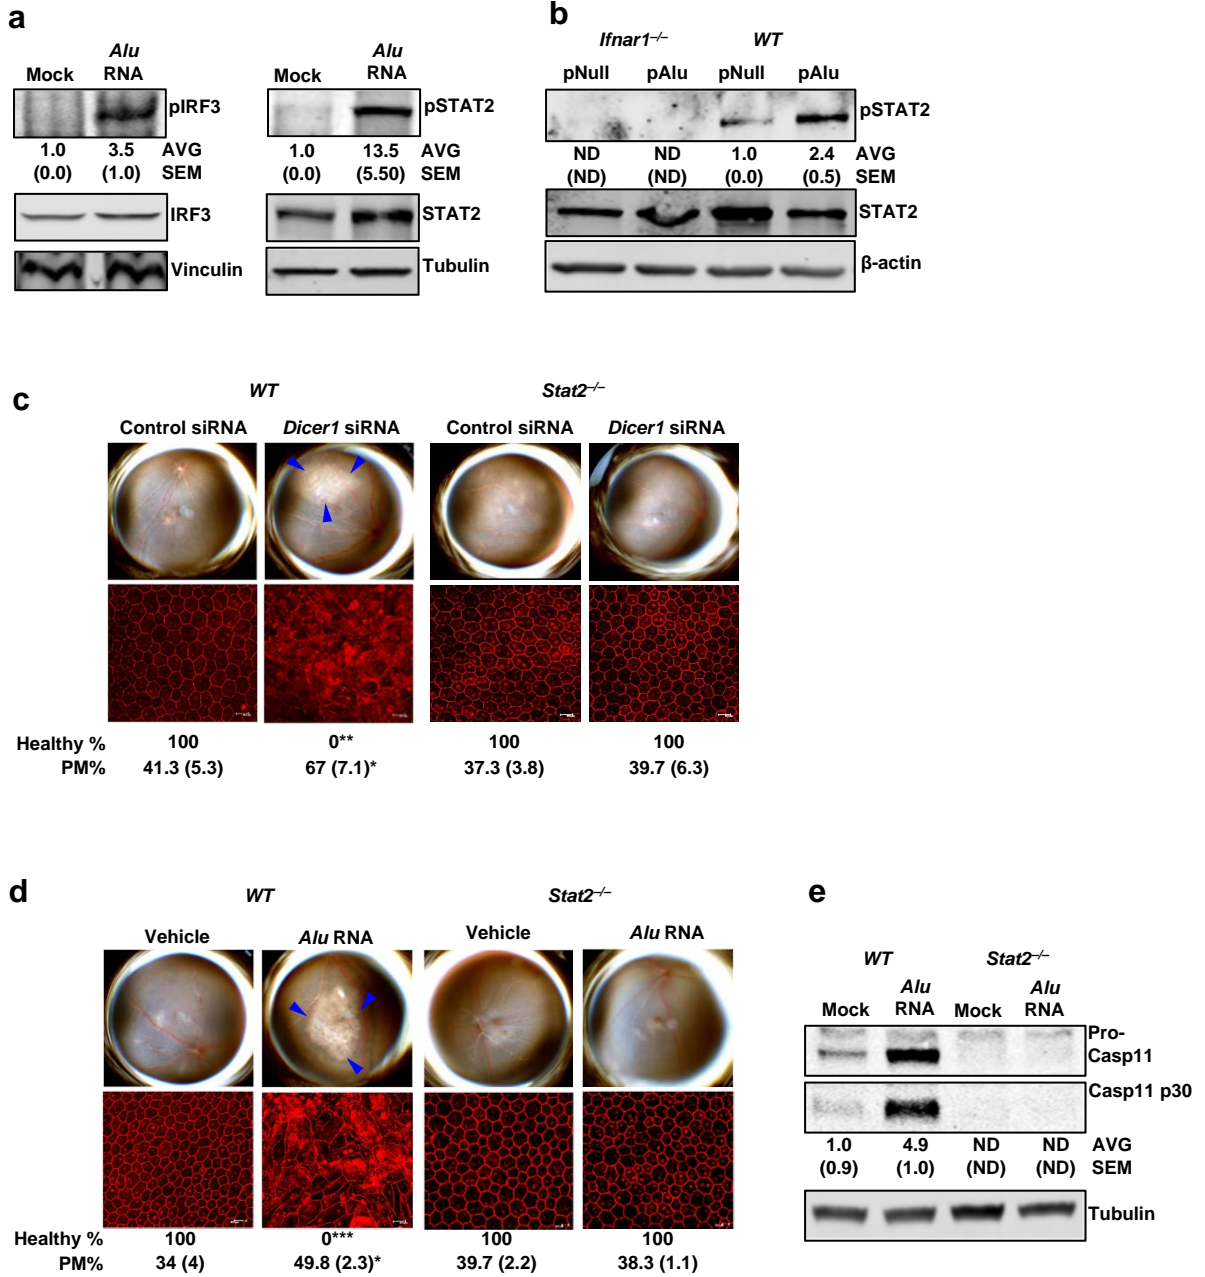 a
Alu
Mock RNA
pIRF3
1.0 3.5 AVG
(0.0) (1.0) SEM
IRF3
Vinculin
Alu
Mock RNA
pSTAT2
1.0 13.5 AVG
(0.0) (5.50) SEM
STAT2
Tubulin
b
Ifnar1–/– WT
pNull pAlu pNull pAlu
pSTAT2
ND ND 1.0 2.4 AVG
(ND) (ND) (0.0) (0.5) SEM
STAT2
β-actin
c
WT Stat2–/–
Control siRNA Dicer1 siRNA Control siRNA Dicer1 siRNA
Healthy % 100 0** 100 100
PM% 41.3 (5.3) 67 (7.1)* 37.3 (3.8) 39.7 (6.3)
d
WT Stat2–/–
Vehicle Alu RNA Vehicle Alu RNA
Healthy % 100 0*** 100 100
PM% 34 (4) 49.8 (2.3)* 39.7 (2.2) 38.3 (1.1)
e
WT Stat2–/–
Alu Alu
Mock RNA Mock RNA
Pro-
Casp11
Casp11 p30
1.0 4.9 ND ND AVG
(0.9) (1.0) (ND) (ND) SEM
Tubulin